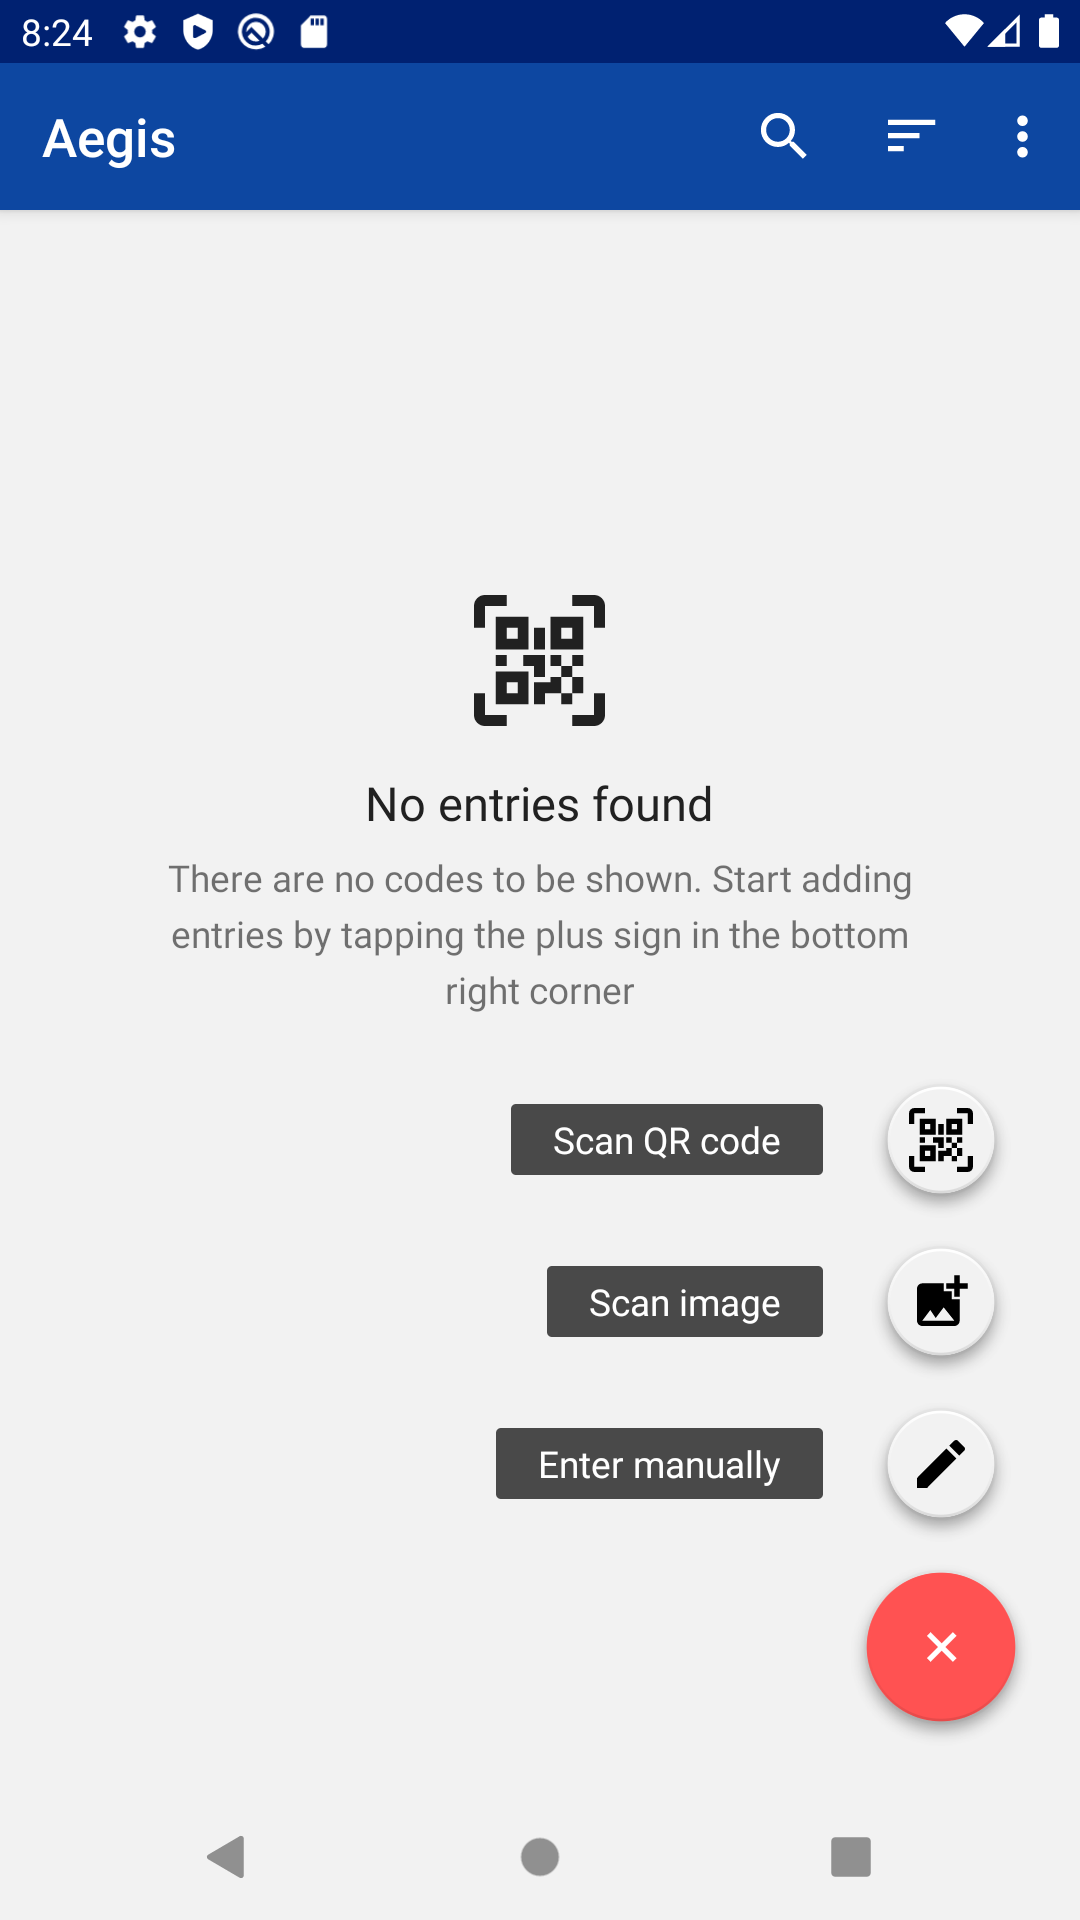 8:24
Aegis
No entries found
There are no codes to be shown. Start adding
entries by tapping the plus sign in the bottom
right corner
Scan QR code
Scan image
Enter manually